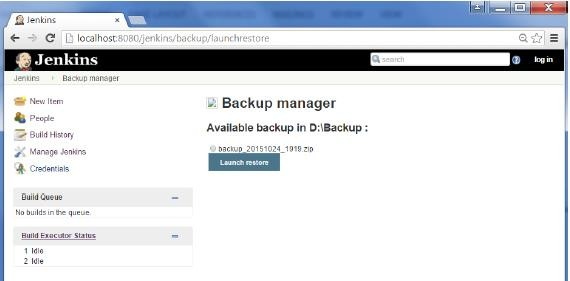 Jenkins
localhost:8080/jenkins/backup/launchrestore
Jenkins
search
log in
Jenkins
Backup manager
New Item
People
Build History
Manage Jenkins
Credentials
Build Queue
No builds in the queue.
Build Executor Status
1 Idle
2 Idle
Backup manager
Available backup in D:\Backup :
backup_20151024_1919.zip
Launch restore